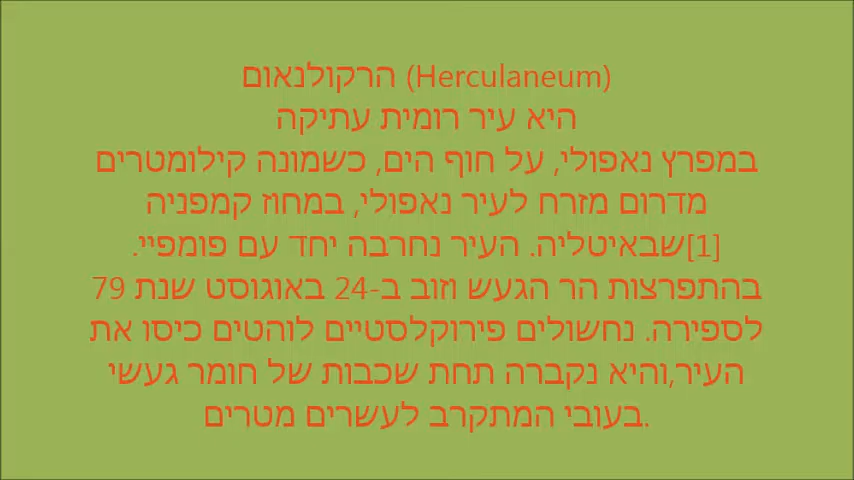 הרקולנאום (Herculaneum)
היא עיר רומית עתיקה
במפרץ נאפולי, על חוף הים, כשמונה קילומטרים
מדרום מזרח לעיר נאפולי, במחוז קמפניה
[1]שבאיטליה. העיר נחרבה יחד עם פומפיי.
בהתפרצות הר הגעש וזוב ב-24 באוגוסט שנת 79
לספירה. נחשולים פירוקלסטיים לוהטים כיסו את
העיר,והיא נקברה תחת שכבות של חומר געשי
בעובי המתקרב לעשרים מטרים.